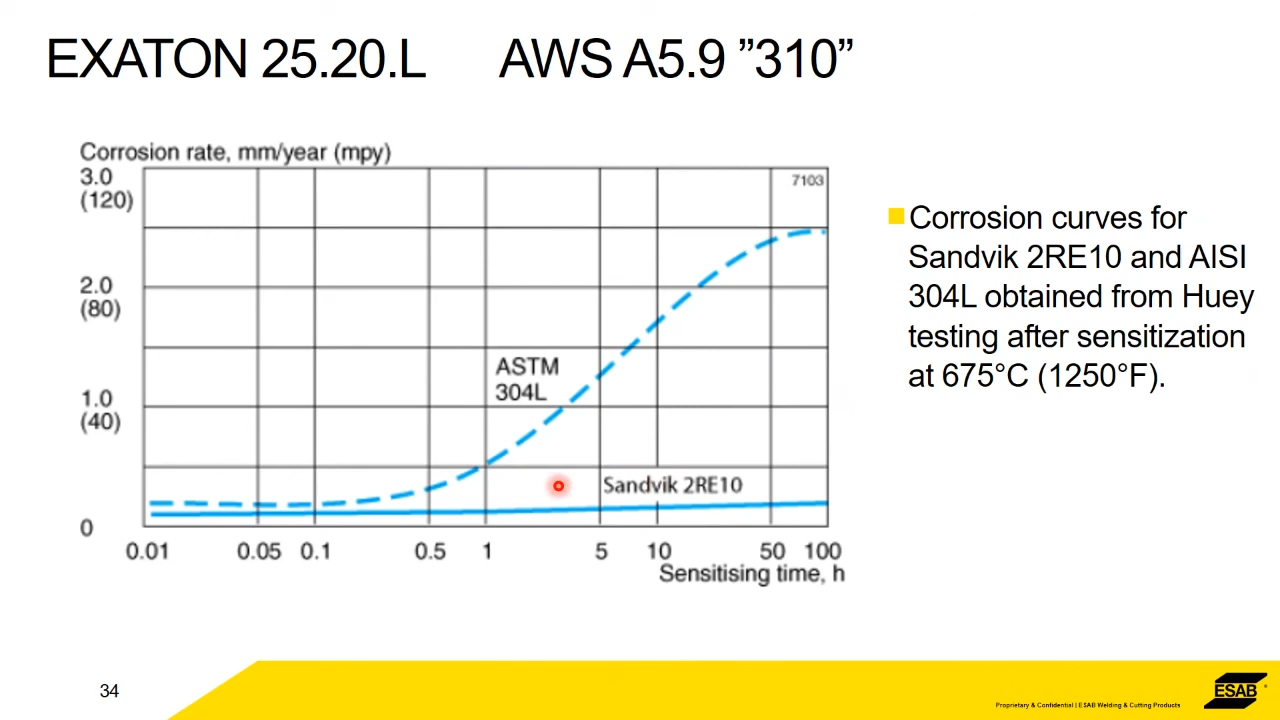 EXATON 25.20.L AWS A5.9 ”310”
Corrosion rate, mm/year (mpy)
3.0
(120)
7103
2.0
(80)
ASTM
304L
1.0
(40)
Sandvik 2RE10
0
0.01 0.05 0.1 0.5 1 5 10 50 100
Sensitising time, h
Corrosion curves for
Sandvik 2RE10 and AISI
304L obtained from Huey
testing after sensitization
at 675°C (1250°F).
34
Proprietary & Confidential | ESAB Welding & Cutting Products
ESAB